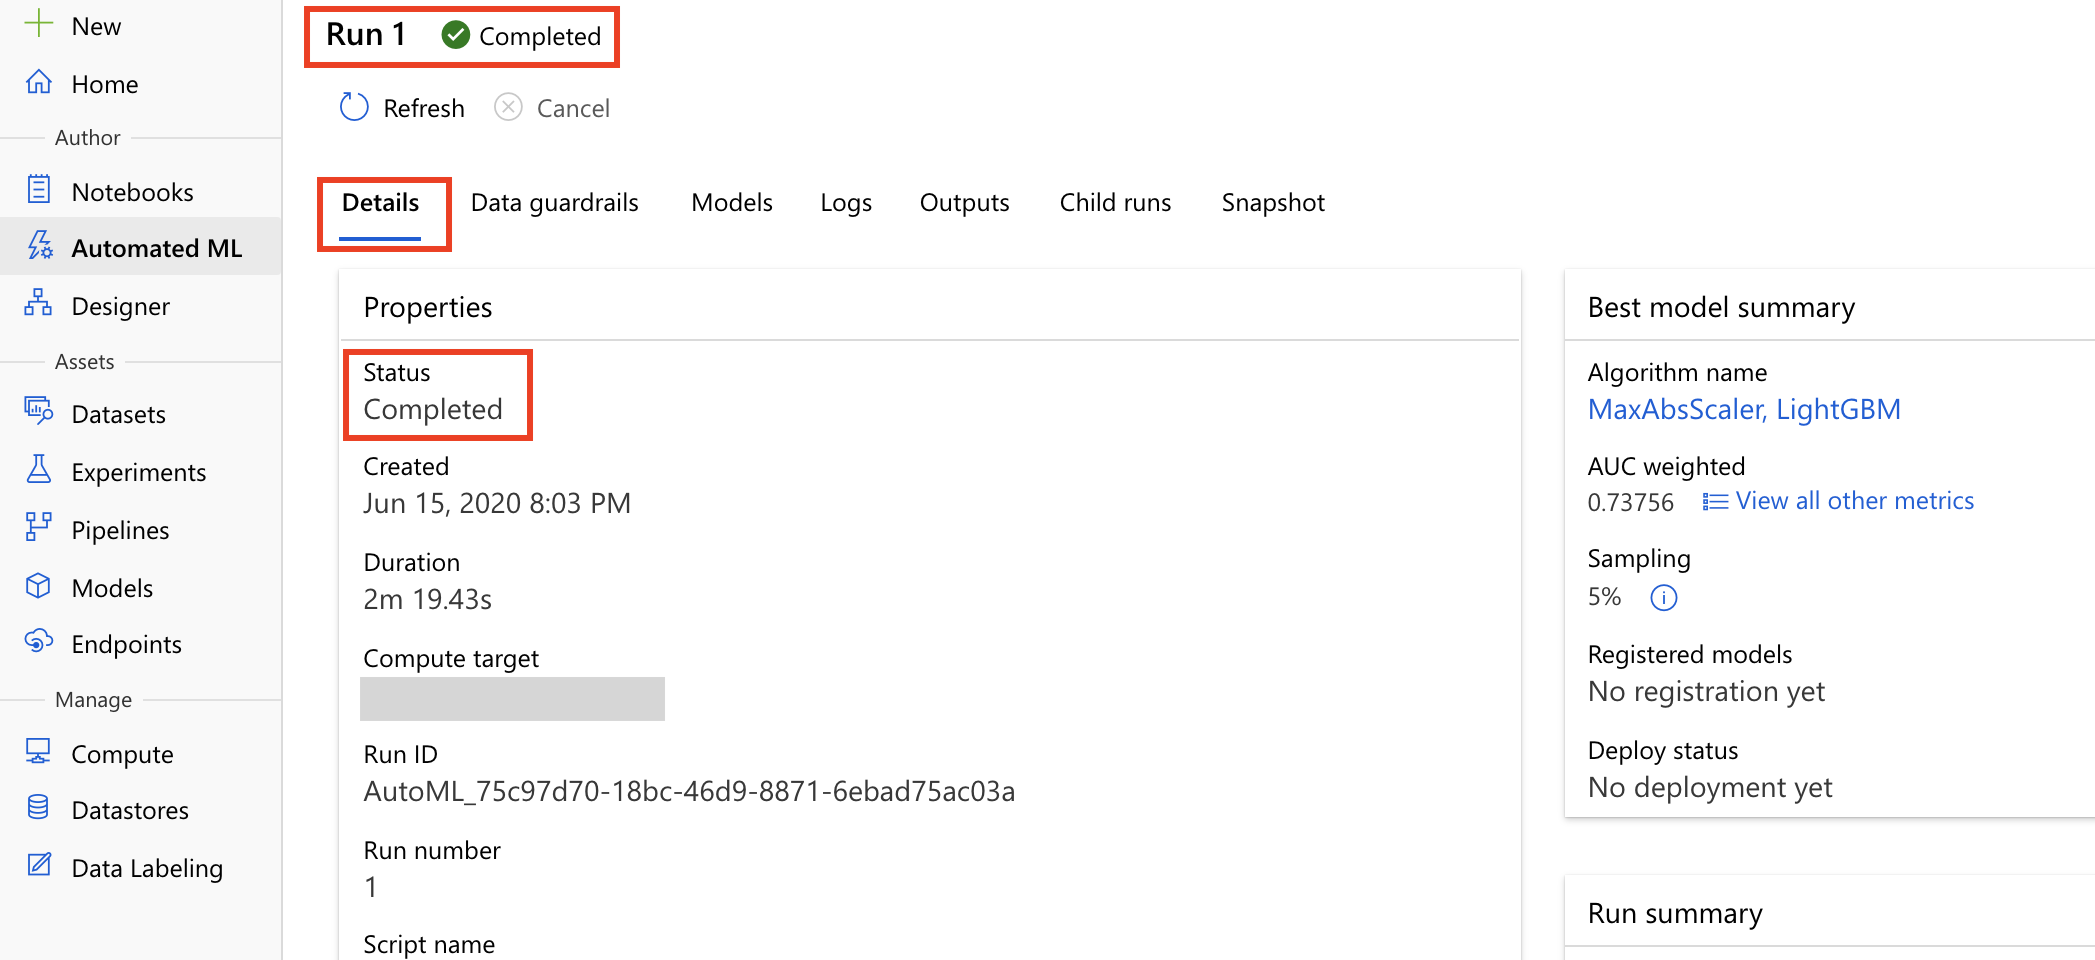 New
Home
Author
Notebooks
Automated ML
Designer
Assets
Datasets
Experiments
Pipelines
Models
Endpoints
Manage
Compute
Datastores
Data Labeling
Run 1 Completed
Refresh Cancel
Details Data guardrails Models Logs Outputs Child runs Snapshot
Properties
Status
Completed
Created
Jun 15, 2020 8:03 PM
Duration
2m 19.43s
Compute target
Run ID
AutoML_75c97d70-18bc-46d9-8871-6ebad75ac03a
Run number
1
Script name
Best model summary
Algorithm name
MaxAbsScaler, LightGBM
AUC weighted
0.73756 View all other metrics
Sampling
5%
Registered models
No registration yet
Deploy status
No deployment yet
Run summary